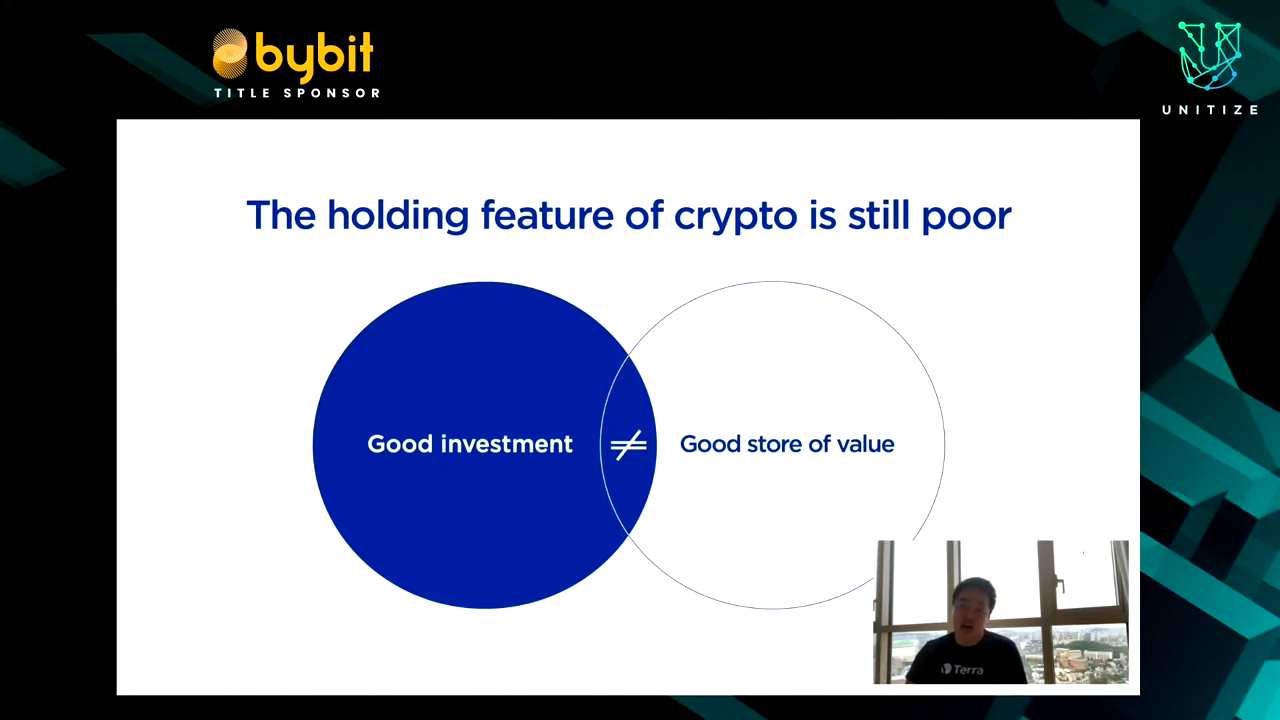 bybit
TITLE SPONSOR
UNITIZE
The holding feature of crypto is still poor
Good investment
≠
Good store of value
Terra